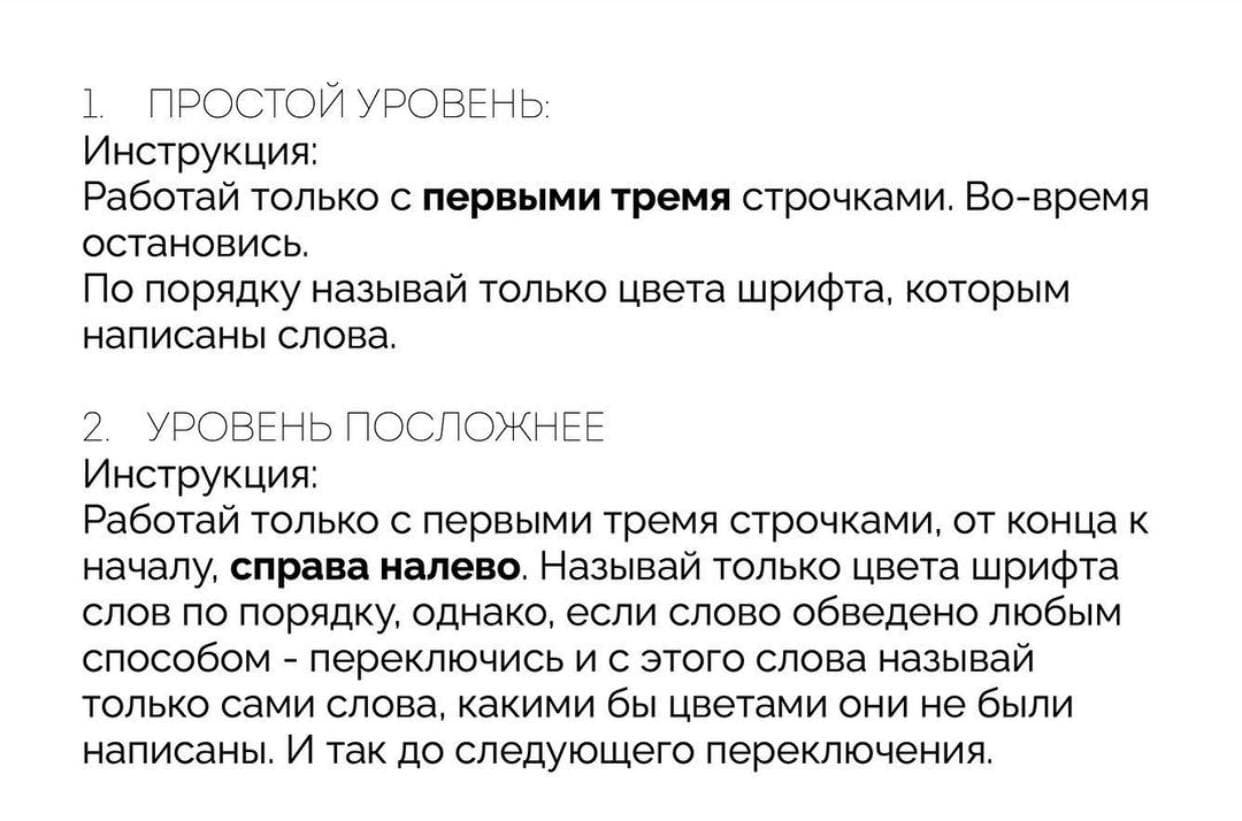 1. ПРОСТОЙ УРОВЕНЬ:
Инструкция:
Работай только с первыми тремя строчками. Во-время
остановись.
По порядку называй только цвета шрифта, которым
написаны слова.
2. УРОВЕНЬ ПОСЛОЖНЕЕ
Инструкция:
Работай только с первыми тремя строчками, от конца к
началу, справа налево. Называй только цвета шрифта
слов по порядку, однако, если слово обведено любым
способом - переключись и с этого слова называй
только сами слова, какими бы цветами они не были
написаны. И так до следующего переключения.